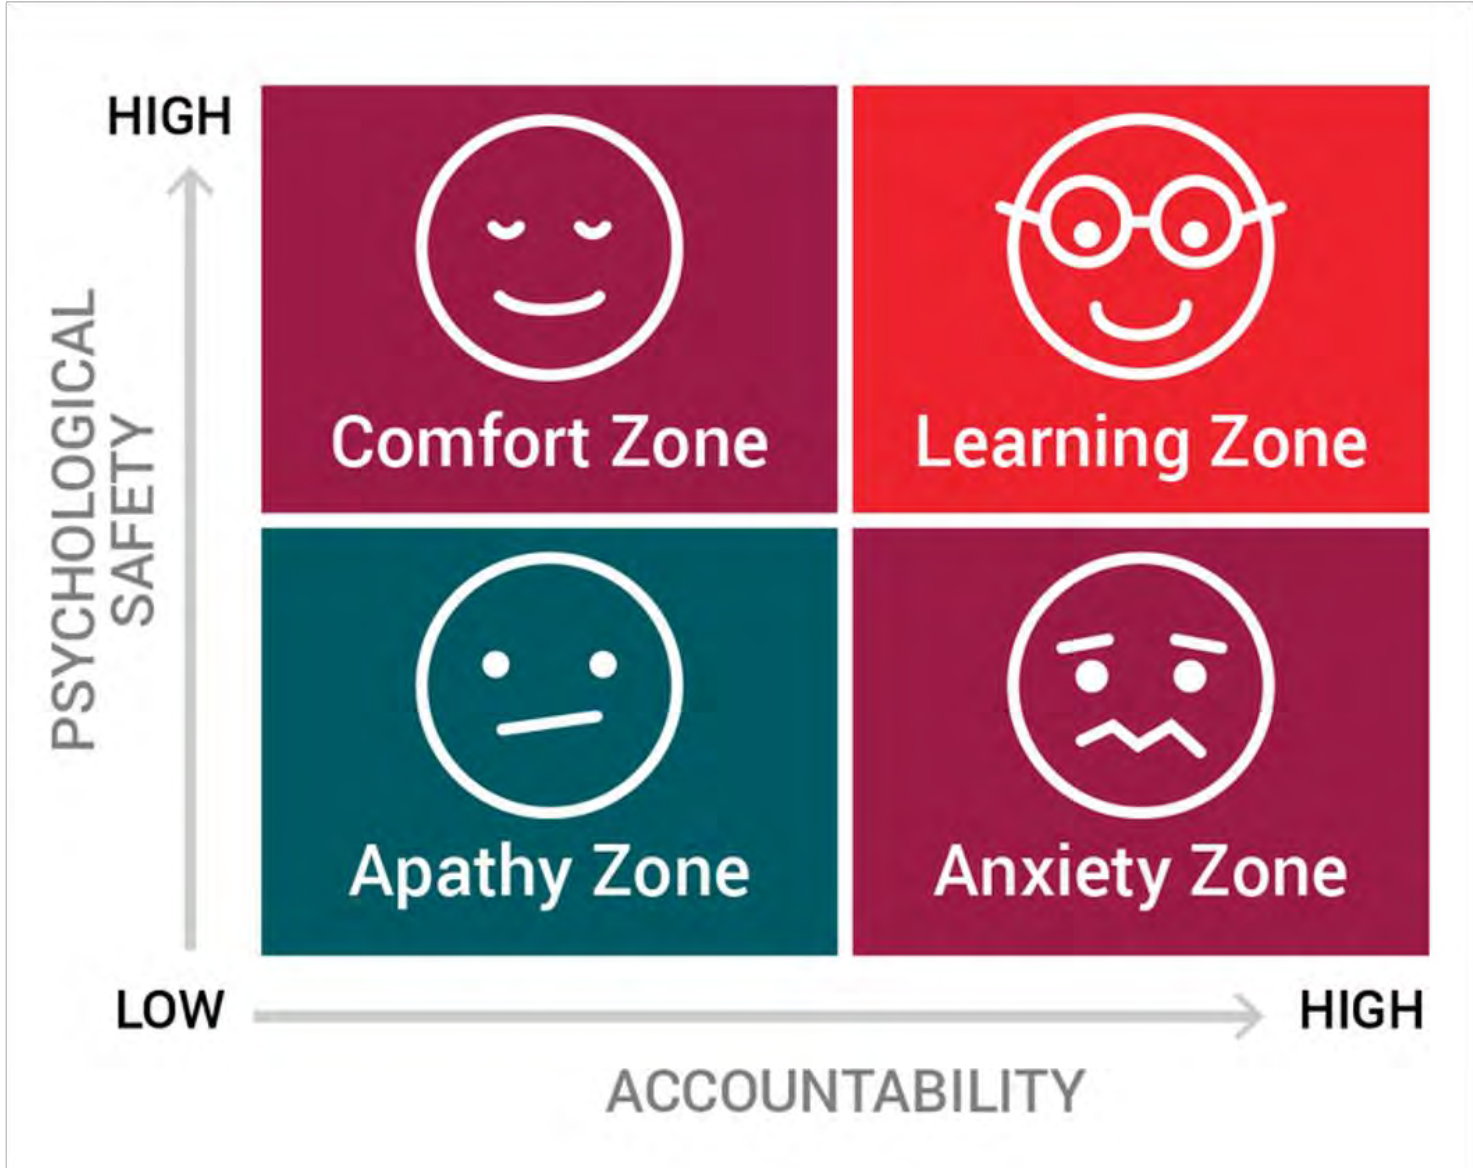 HIGH
PSYCHOLOGICAL
SAFETY
Comfort Zone
Learning Zone
Apathy Zone
Anxiety Zone
LOW
HIGH
ACCOUNTABILITY